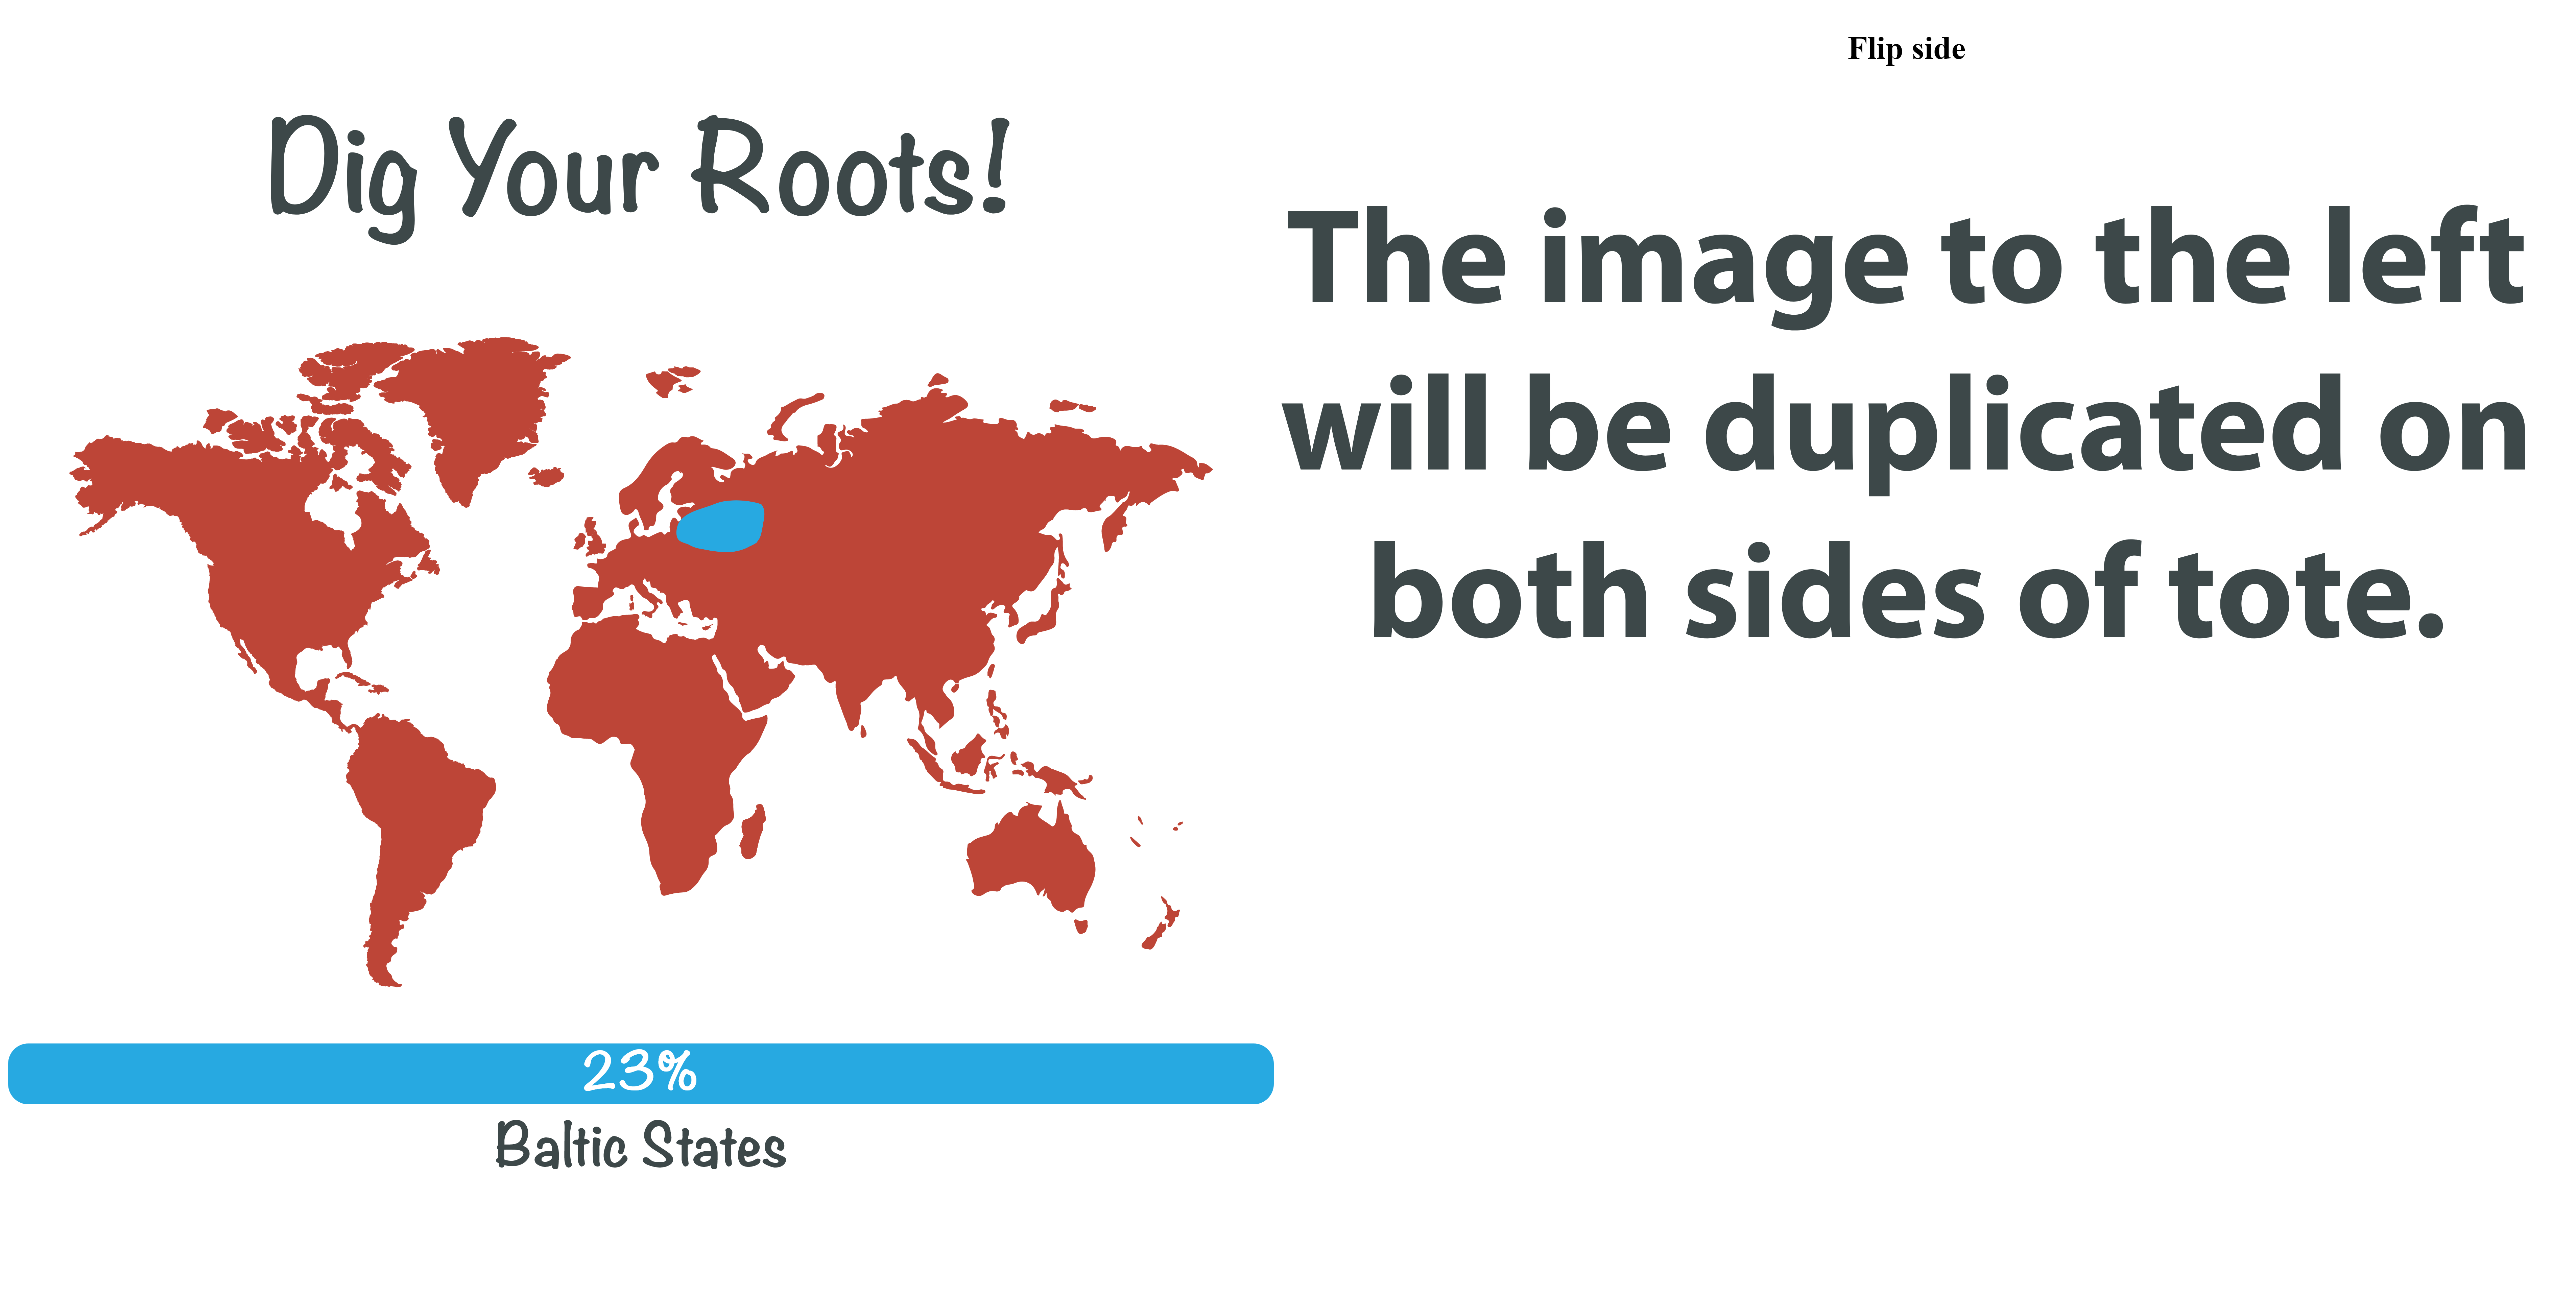 Dig Your Roots!
23%
Baltic States
Flip side
The image to the left
will be duplicated on
both sides of tote.